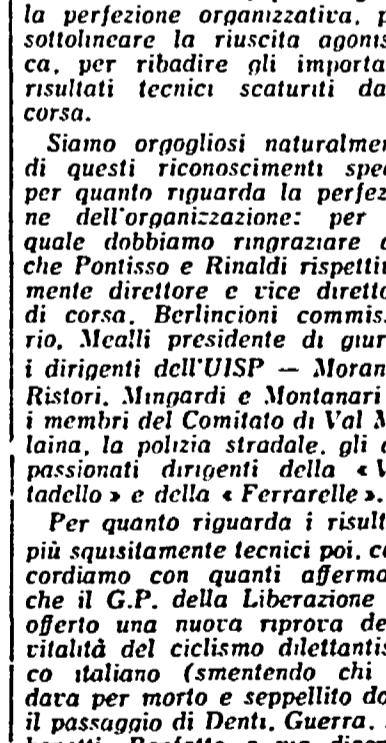 la perfezione organizzativa, p
sottolineare la riuscita agonis
ca, per ribadire gli importa
risultati tecnici scaturiti da
corsa.
Siamo orgogliosi naturalmen
di questi riconoscimenti spec
per quanto riguarda la perfez
ne dell'organizzazione: per
quale dobbiamo ringraziare a
che Pontisso e Rinaldi rispetti
mente direttore e vice diretto
di corsa, Berlincioni commis
rio, Mealli presidente di giur
i dirigenti dell'UISP — Moran
Ristori, Mingardi e Montanari
i membri del Comitato di Val M
laina, la polizia stradale, gli a
passionati dirigenti della « V
tadello » e della « Ferrarelle ».
Per quanto riguarda i risult
più squisitamente tecnici poi, co
cordiamo con quanti afferma
che il G.P. della Liberazione
offerto una nuova riprova de
vitalità del ciclismo dilettantis
co italiano (smentendo chi
dava per morto e seppellito do
il passaggio di Denti, Guerra,